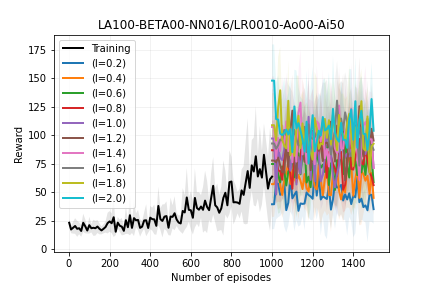 LA100-BETA00-NN016/LR0010-Ao00-Ai50
Reward
175
150
125
100
75
50
25
0
Training
(l=0.2)
(l=0.4)
(l=0.6)
(l=0.8)
(l=1.0)
(l=1.2)
(l=1.4)
(l=1.6)
(l=1.8)
(l=2.0)
0 200 400 600 800 1000 1200 1400
Number of episodes